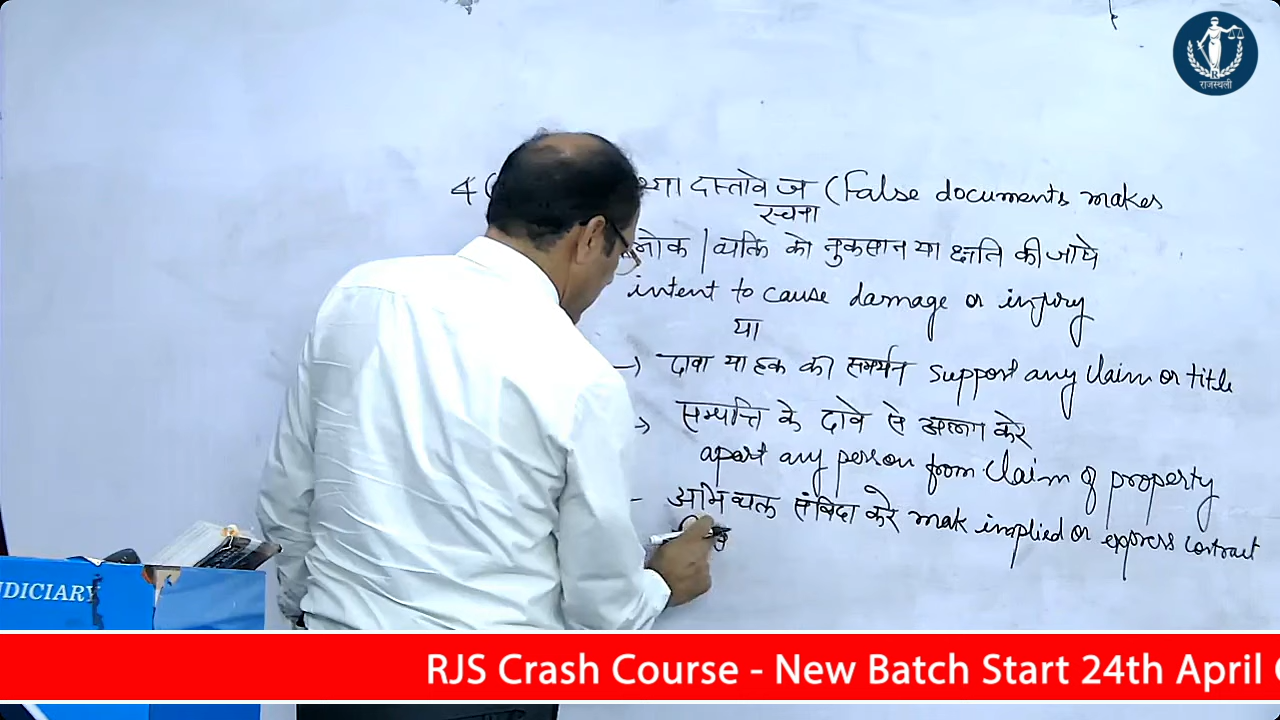 राजस्थली
4 ( दस्तावेज (False documents makes
रचना
लोक | व्यक्ति को नुकसान या क्षति की जाये
intent to cause damage or injury
या
→ दावा या हक का समर्थन support any claim or title
→ सम्पत्ति के दावे से अलग करे
apart any person from claim of property
- अभिव्यक्त संविदा करे mak implied or express contract
UDICIARY
RJS Crash Course - New Batch Start 24th April